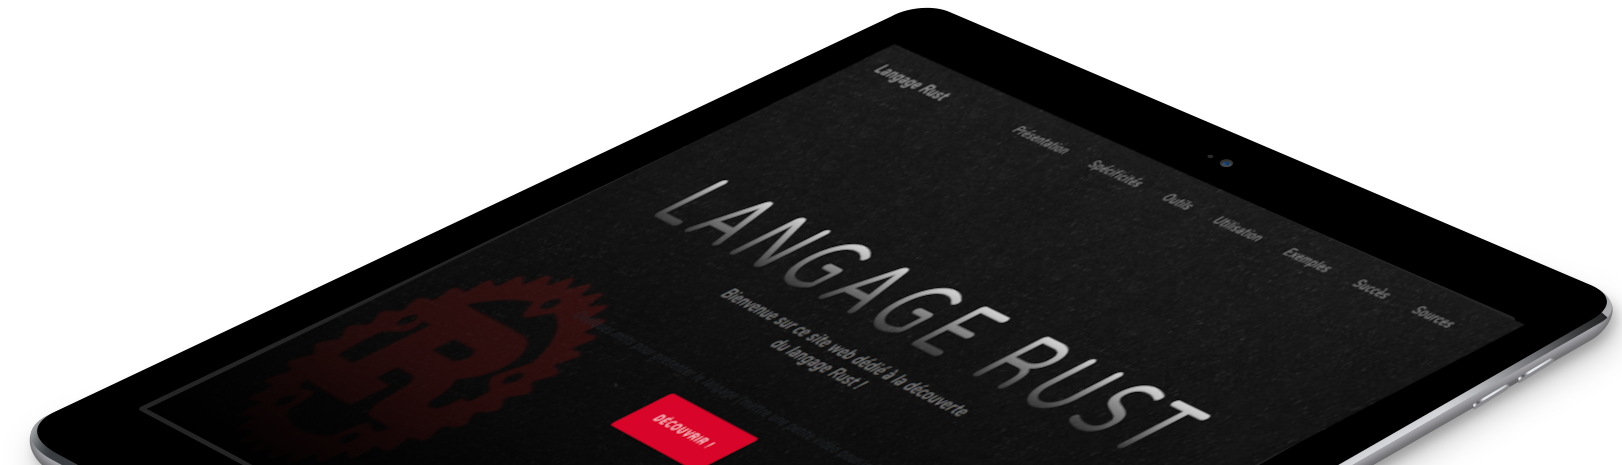 Langage Rust
Présentation
Spécificités
Outils
Utilisation
Exemples
Succès
Sources
LANGAGE RUST
Bienvenue sur ce site web dédié à la découverte
du langage Rust !
DÉCOUVRIR !